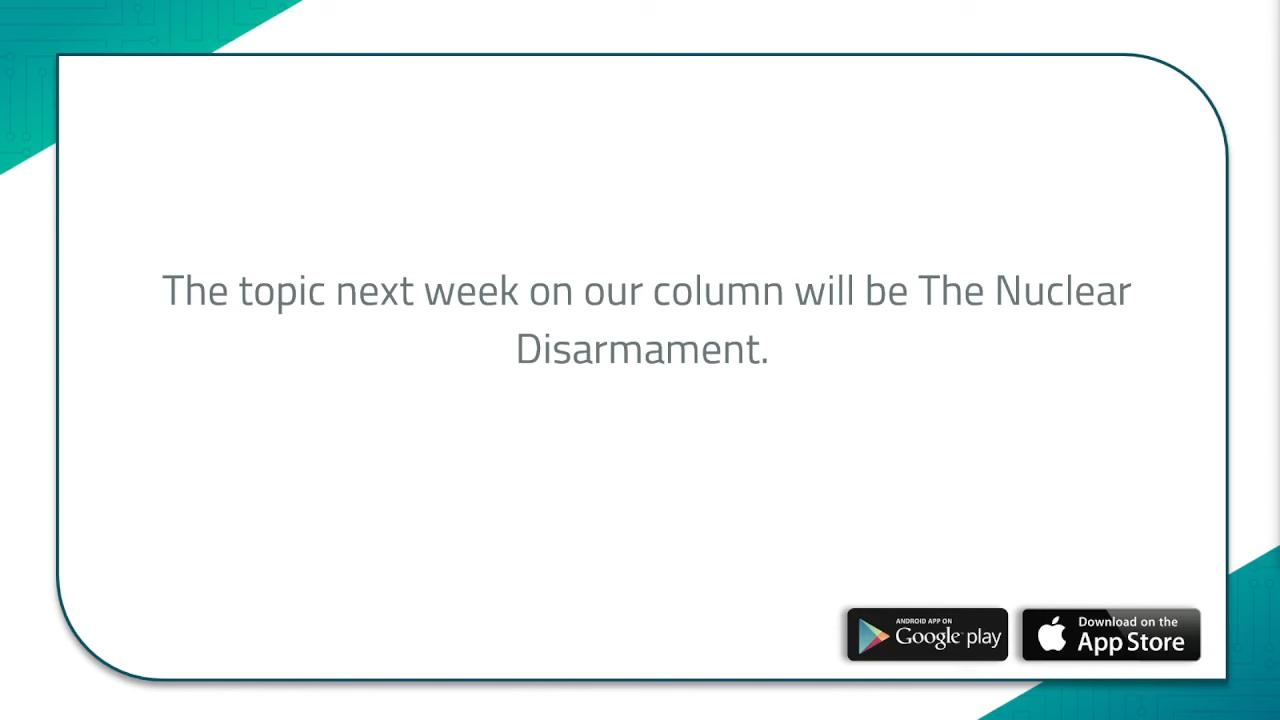 The topic next week on our column will be The Nuclear
Disarmament.
ANDROID APP ON
Google play
Download on the
App Store